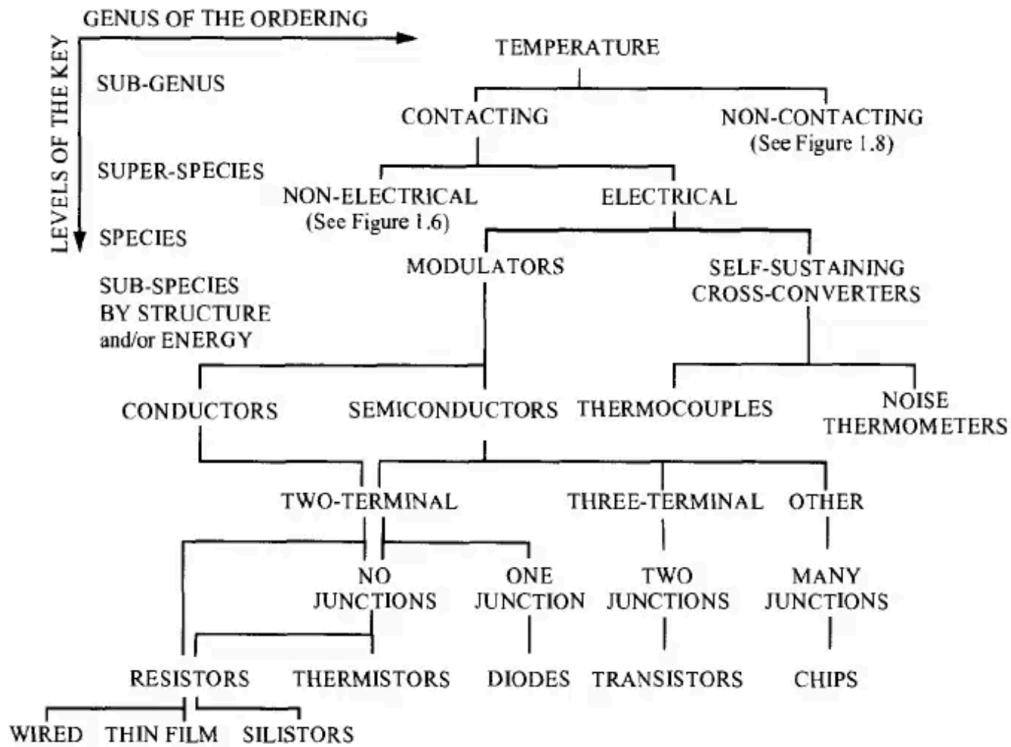 GENUS OF THE ORDERING
LEVELS OF THE KEY
TEMPERATURE
SUB-GENUS
CONTACTING
NON-CONTACTING
(See Figure 1.8)
SUPER-SPECIES
NON-ELECTRICAL
(See Figure 1.6)
ELECTRICAL
SPECIES
MODULATORS
SELF-SUSTAINING
CROSS-CONVERTERS
SUB-SPECIES
BY STRUCTURE
and/or ENERGY
CONDUCTORS
SEMICONDUCTORS
THERMOCOUPLES
NOISE
THERMOMETERS
TWO-TERMINAL
THREE-TERMINAL
OTHER
NO
JUNCTIONS
ONE
JUNCTION
TWO
JUNCTIONS
MANY
JUNCTIONS
RESISTORS
THERMISTORS
DIODES
TRANSISTORS
CHIPS
WIRED
THIN FILM
SILISTORS